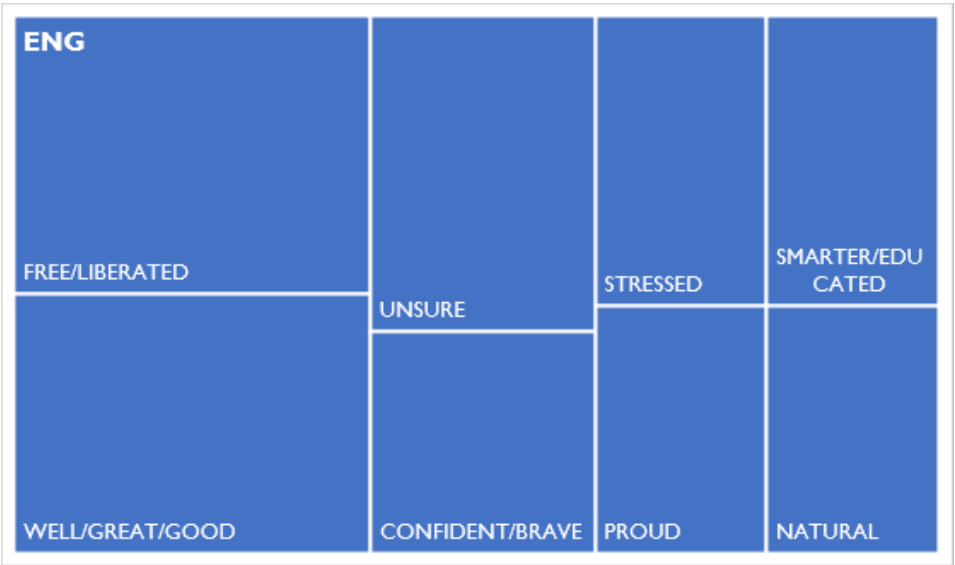 ENG
FREE/LIBERATED
WELL/GREAT/GOOD
UNSURE
CONFIDENT/BRAVE
STRESSED
PROUD
SMARTER/EDU
CATED
NATURAL